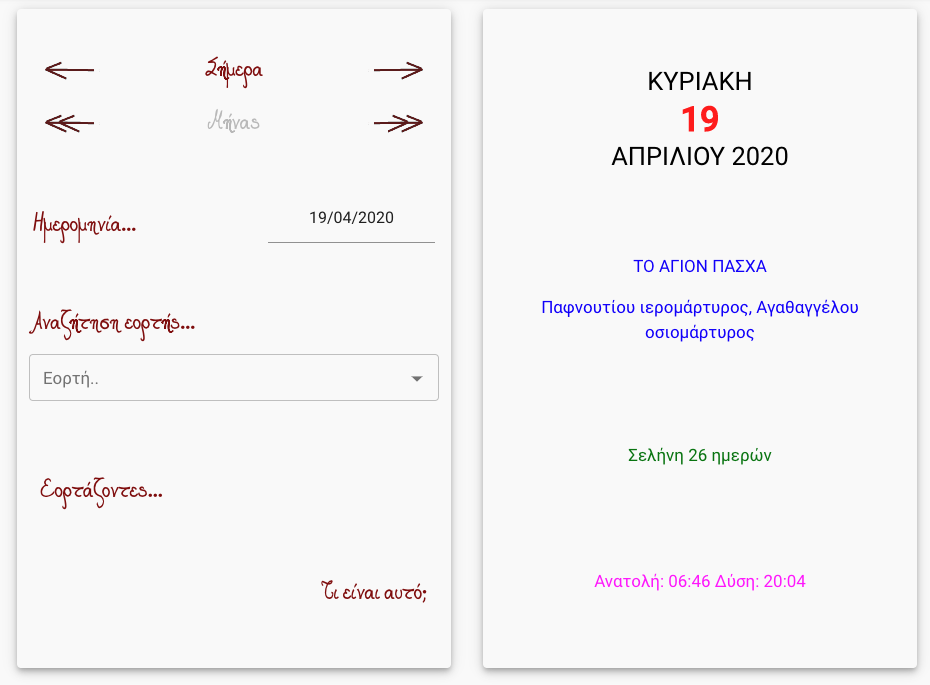 Σήμερα
Μήνας
Ημερομηνία...
19/04/2020
Αναζήτηση εορτής...
Εορτή..
Εορτάζοντες...
Τι είναι αυτό;
ΚΥΡΙΑΚΗ
19
ΑΠΡΙΛΙΟΥ 2020
ΤΟ ΑΓΙΟΝ ΠΑΣΧΑ
Παφνουτίου ιερομάρτυρος, Αγαθαγγέλου
οσιομάρτυρος
Σελήνη 26 ημερών
Ανατολή: 06:46 Δύση: 20:04